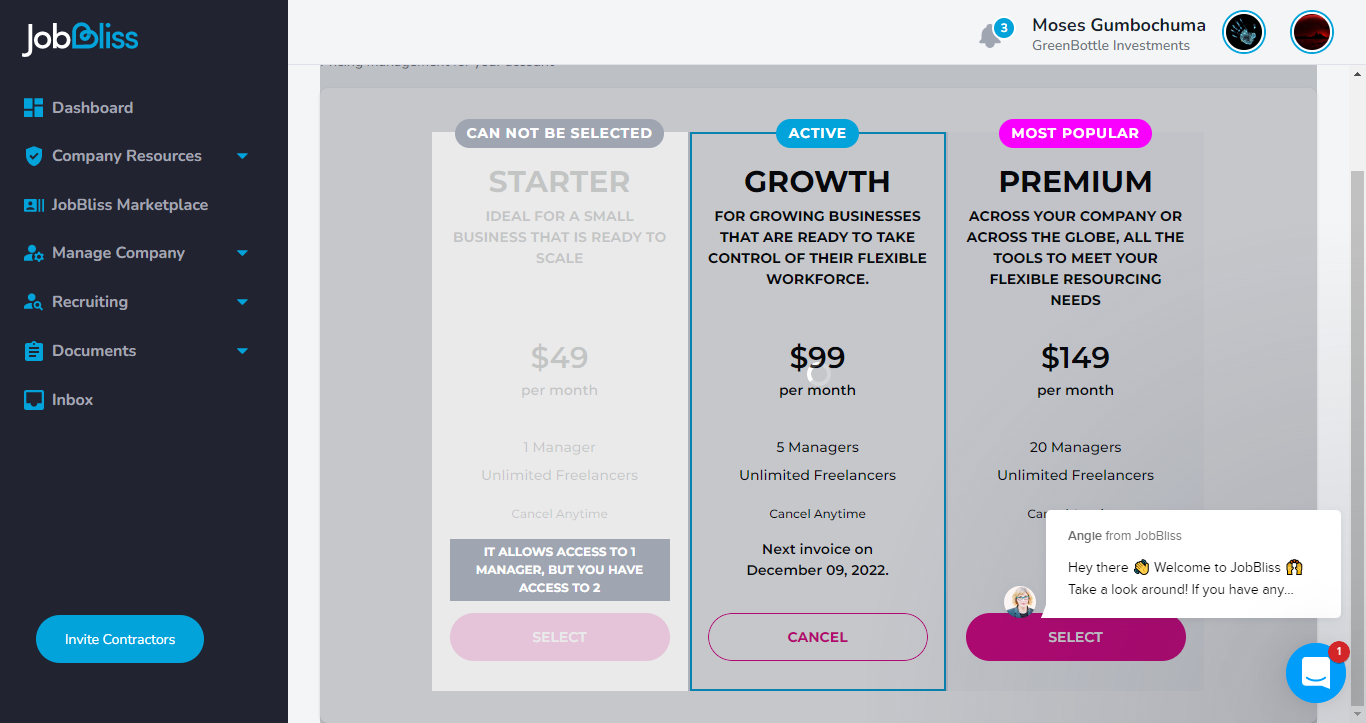 JobBliss
3
Moses Gumbochuma
GreenBottle Investments
Dashboard
Company Resources
JobBliss Marketplace
Manage Company
Recruiting
Documents
Inbox
Invite Contractors
management for your account
CAN NOT BE SELECTED
STARTER
IDEAL FOR A SMALL
BUSINESS THAT IS READY TO
SCALE
$49
per month
1 Manager
Unlimited Freelancers
Cancel Anytime
IT ALLOWS ACCESS TO 1
MANAGER, BUT YOU HAVE
ACCESS TO 2
SELECT
ACTIVE
GROWTH
FOR GROWING BUSINESSES
THAT ARE READY TO TAKE
CONTROL OF THEIR FLEXIBLE
WORKFORCE.
$99
per month
5 Managers
Unlimited Freelancers
Cancel Anytime
Next invoice on
December 09, 2022.
CANCEL
MOST POPULAR
PREMIUM
ACROSS YOUR COMPANY OR
ACROSS THE GLOBE, ALL THE
TOOLS TO MEET YOUR
FLEXIBLE RESOURCING
NEEDS
$149
per month
20 Managers
Unlimited Freelancers
SELECT
Angie from JobBliss
Hey there 👏 Welcome to JobBliss 🙌
Take a look around! If you have any...
1